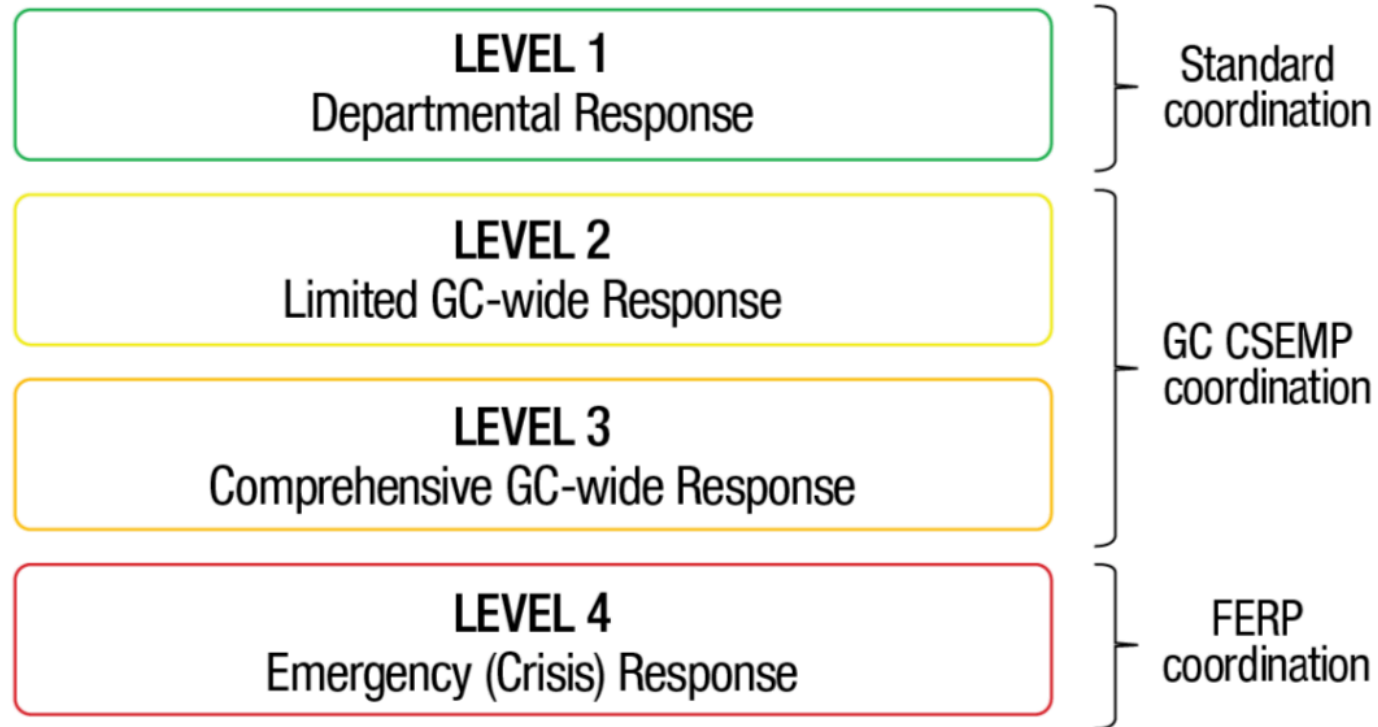 LEVEL 1
Departmental Response
Standard
coordination
LEVEL 2
Limited GC-wide Response
LEVEL 3
Comprehensive GC-wide Response
GC CSEMP
coordination
LEVEL 4
Emergency (Crisis) Response
FERP
coordination